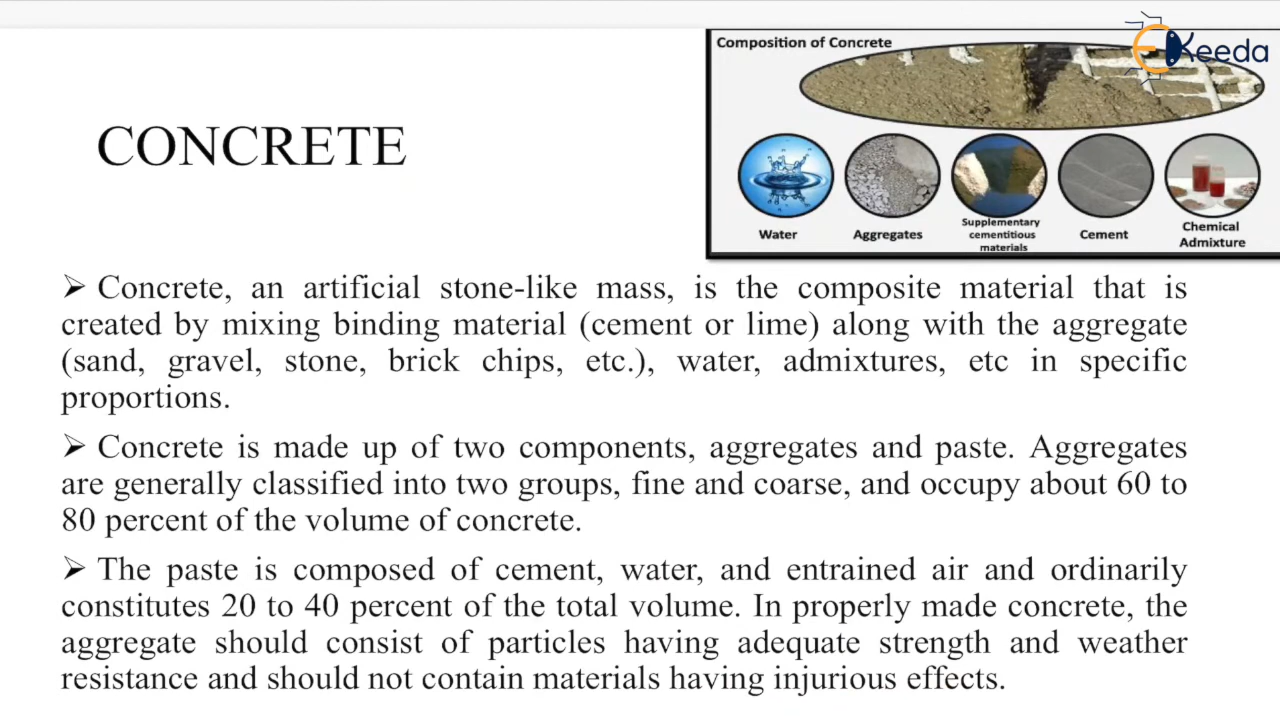 Composition of Concrete
EKeeda
CONCRETE
Water
Aggregates
Supplementary
cementitious
materials
Cement
Chemical
Admixture
➢ Concrete, an artificial stone-like mass, is the composite material that is
created by mixing binding material (cement or lime) along with the aggregate
(sand, gravel, stone, brick chips, etc.), water, admixtures, etc in specific
proportions.
➢ Concrete is made up of two components, aggregates and paste. Aggregates
are generally classified into two groups, fine and coarse, and occupy about 60 to
80 percent of the volume of concrete.
➢ The paste is composed of cement, water, and entrained air and ordinarily
constitutes 20 to 40 percent of the total volume. In properly made concrete, the
aggregate should consist of particles having adequate strength and weather
resistance and should not contain materials having injurious effects.